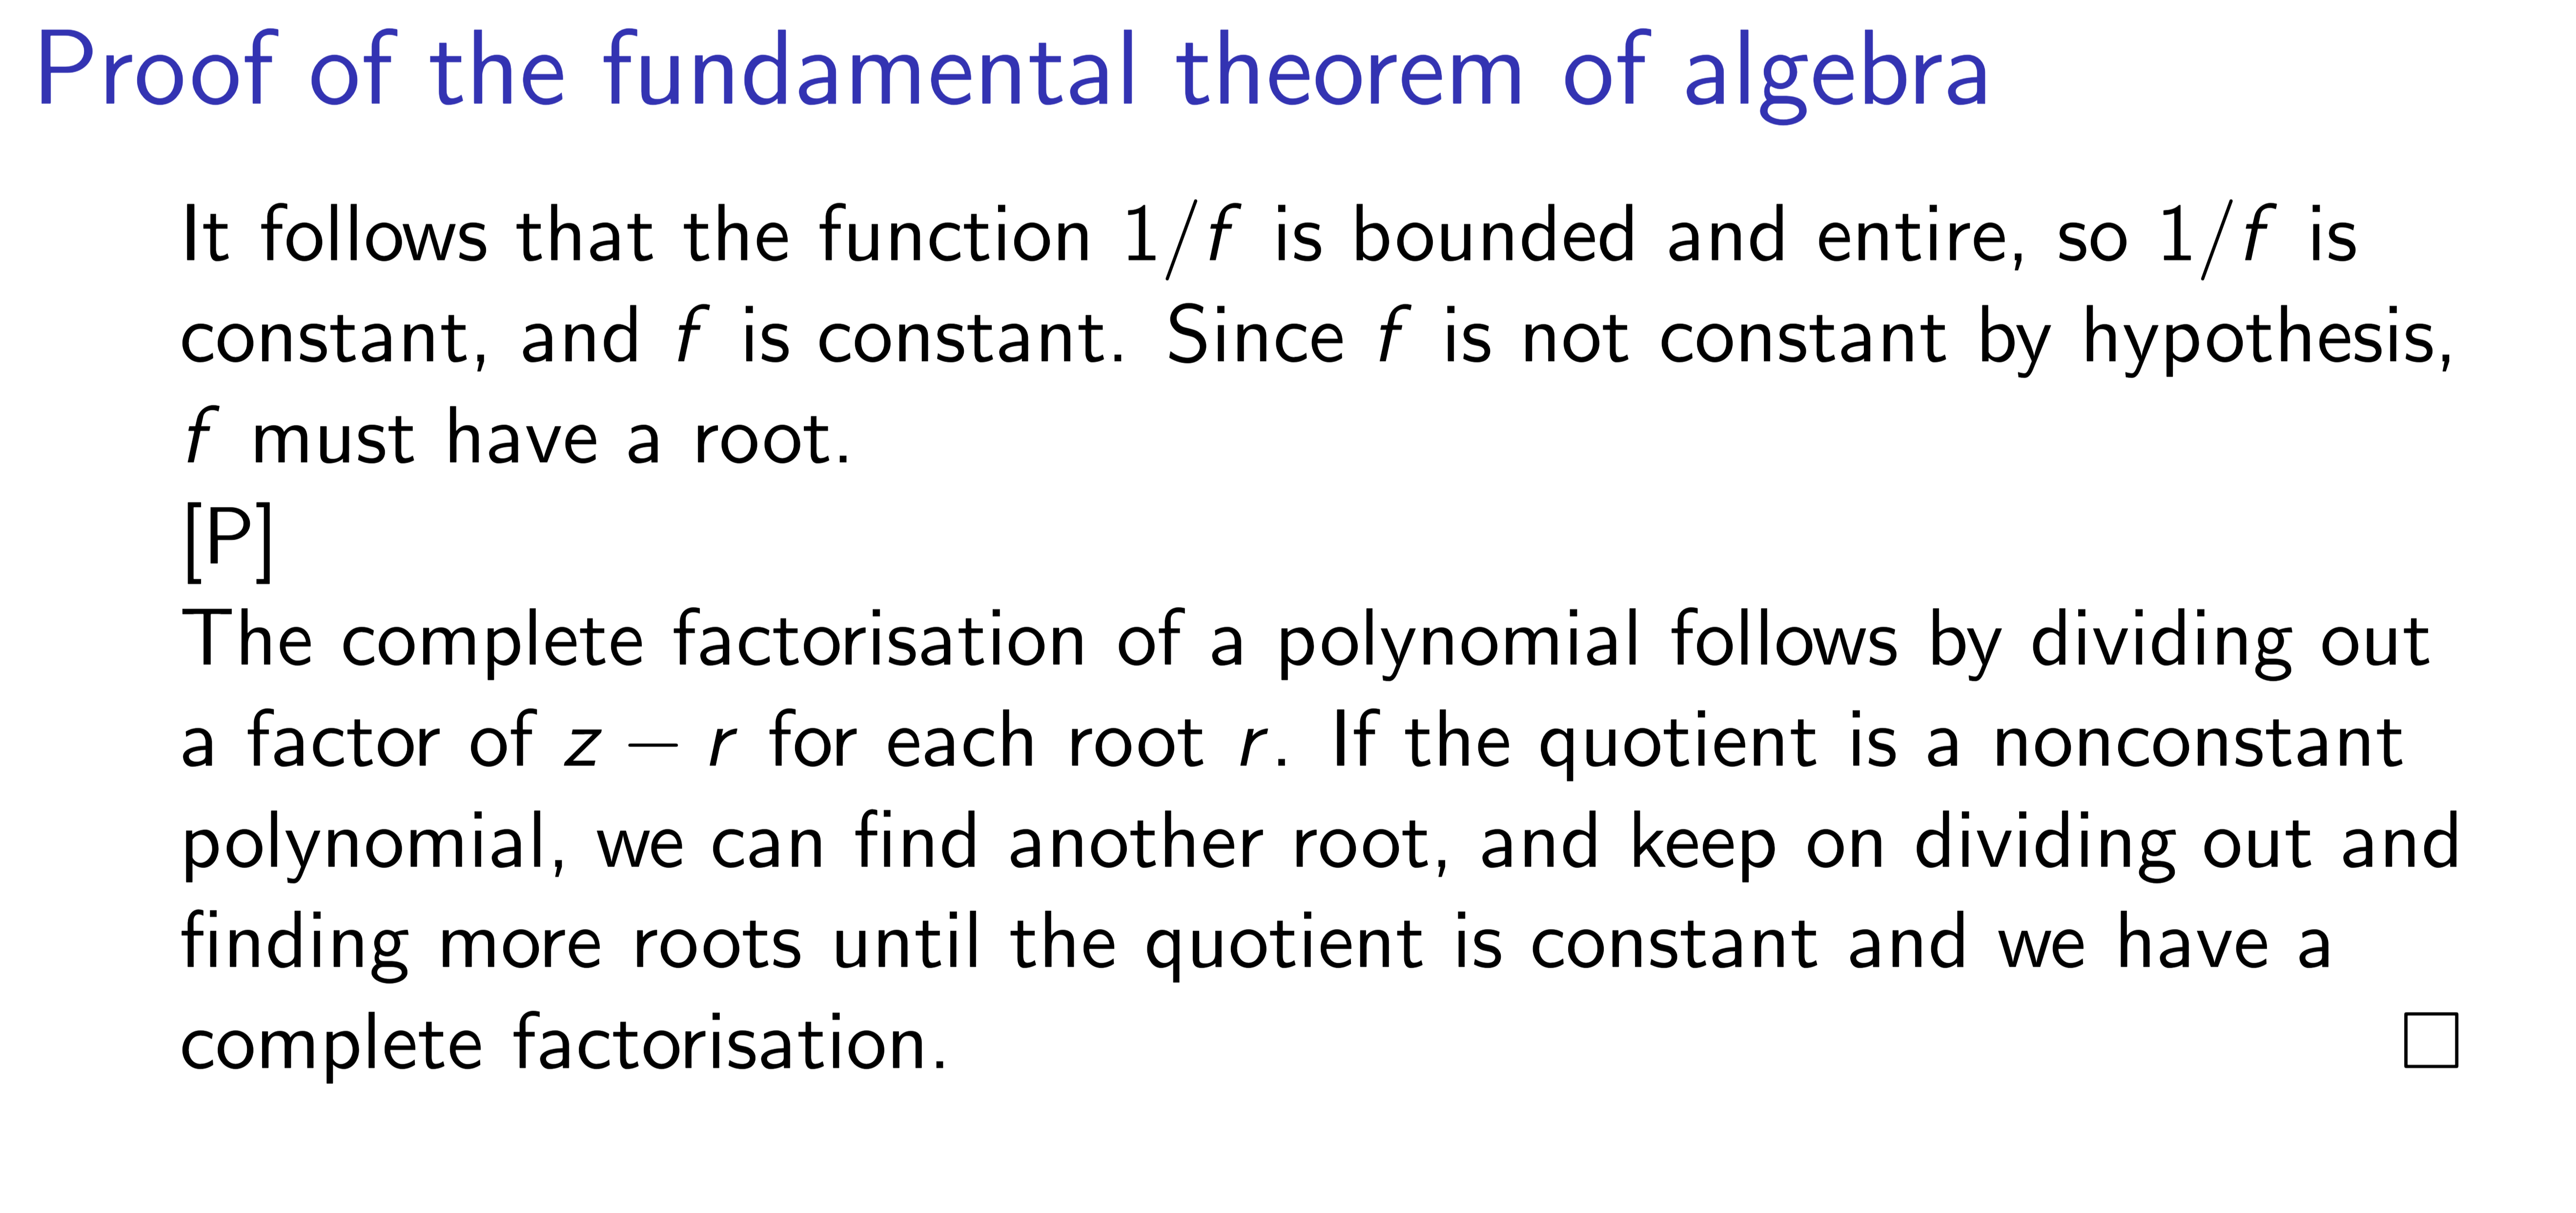 Proof of the fundamental theorem of algebra
It follows that the function 1/f is bounded and entire, so 1/f is
constant, and f is constant. Since f is not constant by hypothesis,
f must have a root.
[P]
The complete factorisation of a polynomial follows by dividing out
a factor of z − r for each root r. If the quotient is a nonconstant
polynomial, we can find another root, and keep on dividing out and
finding more roots until the quotient is constant and we have a
complete factorisation. □